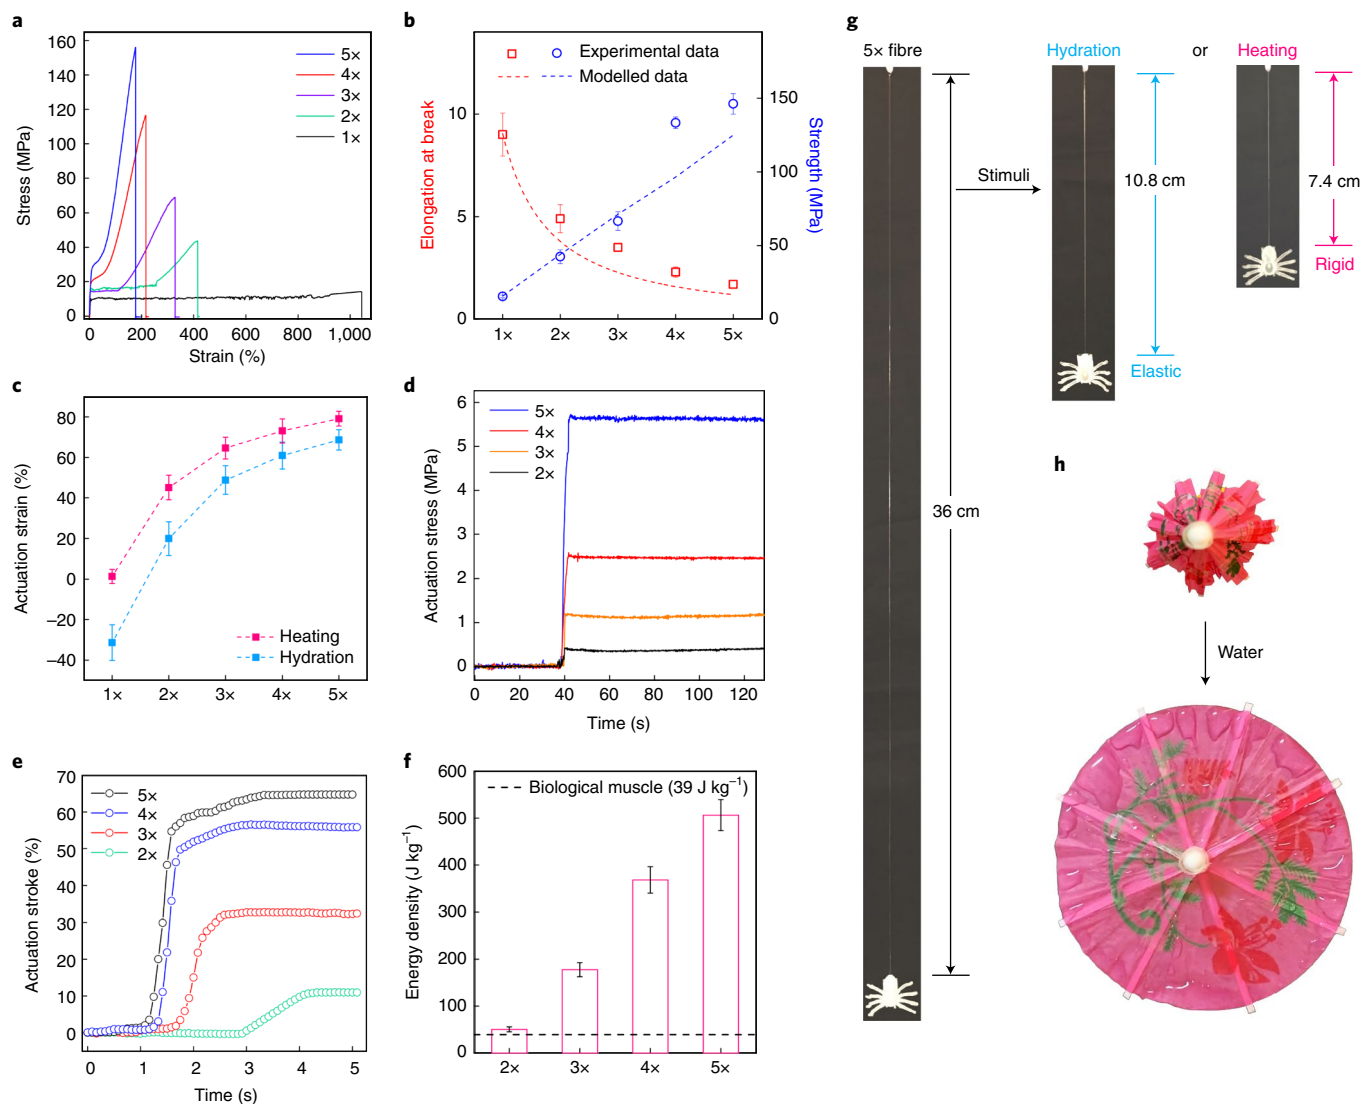 a
Stress (MPa)
160
140
120
100
80
60
40
20
0
5×
4×
3×
2×
1×
0
200
400
600
800
1,000
Strain (%)
b
Elongation at break
10
5
0
Experimental data
Modelled data
150
100
50
0
Strength (MPa)
1×
2×
3×
4×
5×
c
Actuation strain (%)
80
60
40
20
0
–20
–40
Heating
Hydration
1×
2×
3×
4×
5×
d
Actuation stress (MPa)
6
5
4
3
2
1
0
5×
4×
3×
2×
0
20
40
60
80
100
120
Time (s)
e
Actuation stroke (%)
70
60
50
40
30
20
10
0
5×
4×
3×
2×
0
1
2
3
4
5
Time (s)
f
Energy density (J kg⁻¹)
600
500
400
300
200
100
0
Biological muscle (39 J kg⁻¹)
2×
3×
4×
5×
g
5× fibre
36 cm
Stimuli
Hydration
or
Heating
10.8 cm
Elastic
7.4 cm
Rigid
h
Water